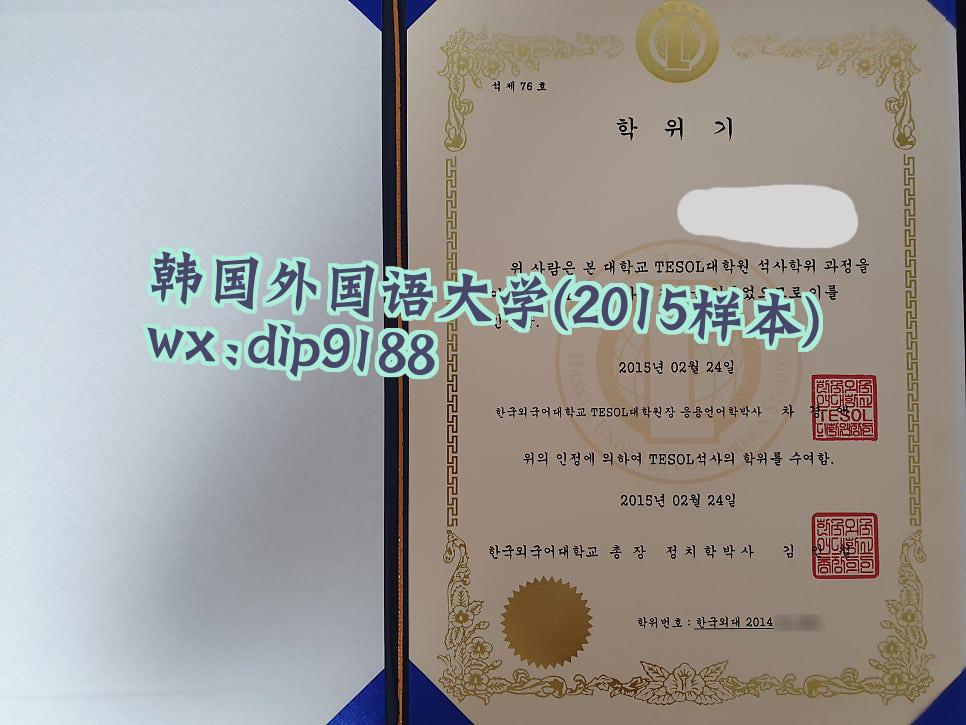 석 제 76 호
학 위 기
위 사람은 본 대학교 TESOL대학원 석사학위 과정을
이를
韩国外国语大学(2015样本)
wx;dip9188
2015년 02월 24일
한국외국어대학교 TESOL대학원장 응용언어학박사 차 경
TESOL
위의 인정에 의하여 TESOL석사의 학위를 수여함.
2015년 02월 24일
한국외국어대학교 총 장 정 치 학 박 사 김
학위번호 : 한국외대 2014